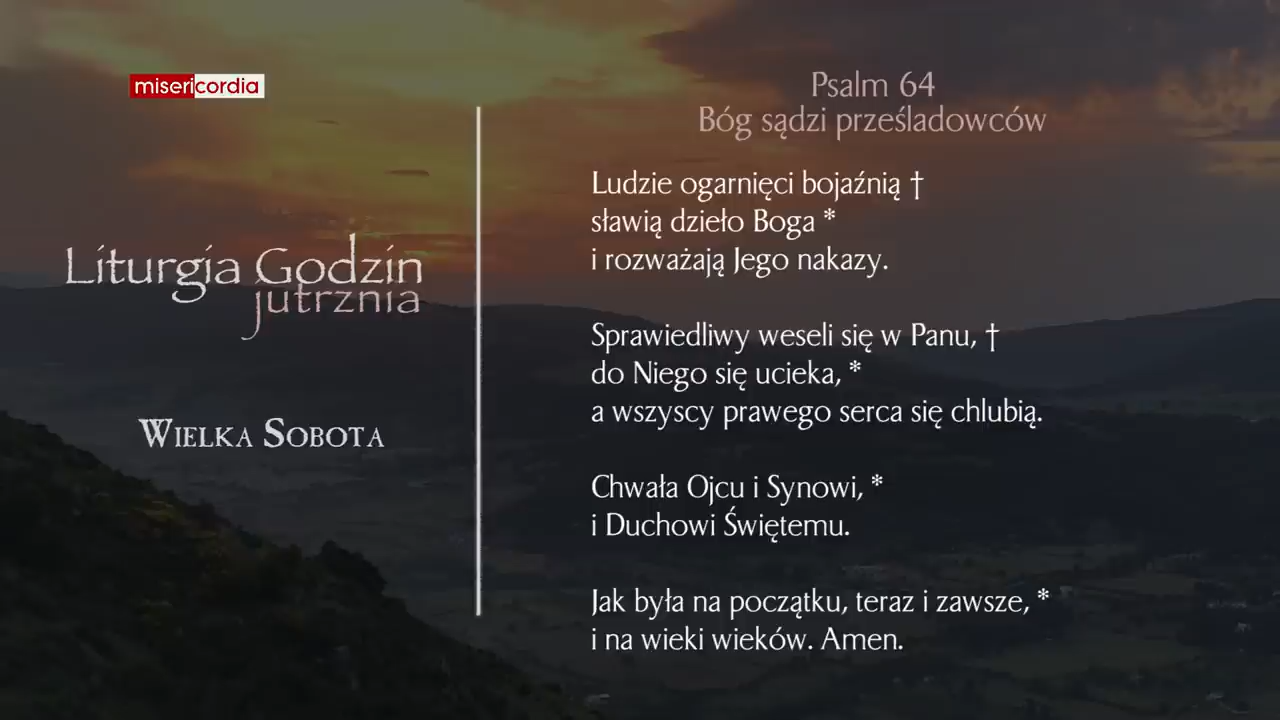 misericordia
Liturgia Godzin
jutrznia
Wielka Sobota
Psalm 64
Bóg sądzi prześladowców
Ludzie ogarnięci bojaźnią †
sławią dzieło Boga *
i rozważają Jego nakazy.
Sprawiedliwy weseli się w Panu, †
do Niego się ucieka, *
a wszyscy prawego serca się chlubią.
Chwała Ojcu i Synowi, *
i Duchowi Świętemu.
Jak była na początku, teraz i zawsze, *
i na wieki wieków. Amen.